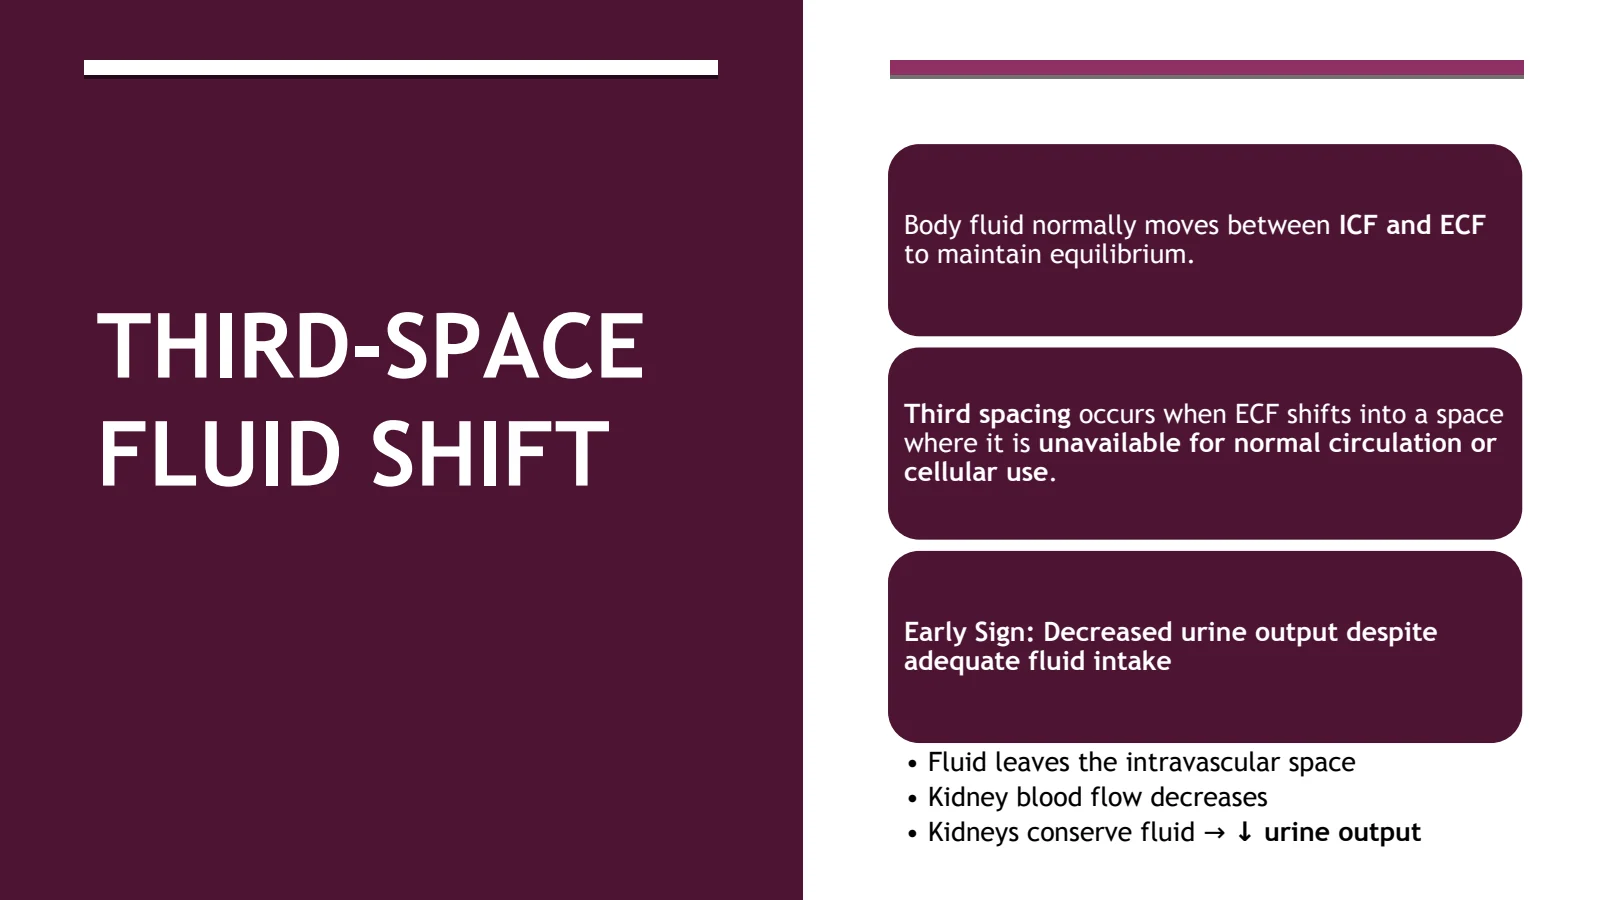 THIRD-SPACE
FLUID SHIFT
Body fluid normally moves between ICF and ECF
to maintain equilibrium.
Third spacing occurs when ECF shifts into a space
where it is unavailable for normal circulation or
cellular use.
Early Sign: Decreased urine output despite
adequate fluid intake
• Fluid leaves the intravascular space
• Kidney blood flow decreases
• Kidneys conserve fluid → ↓ urine output